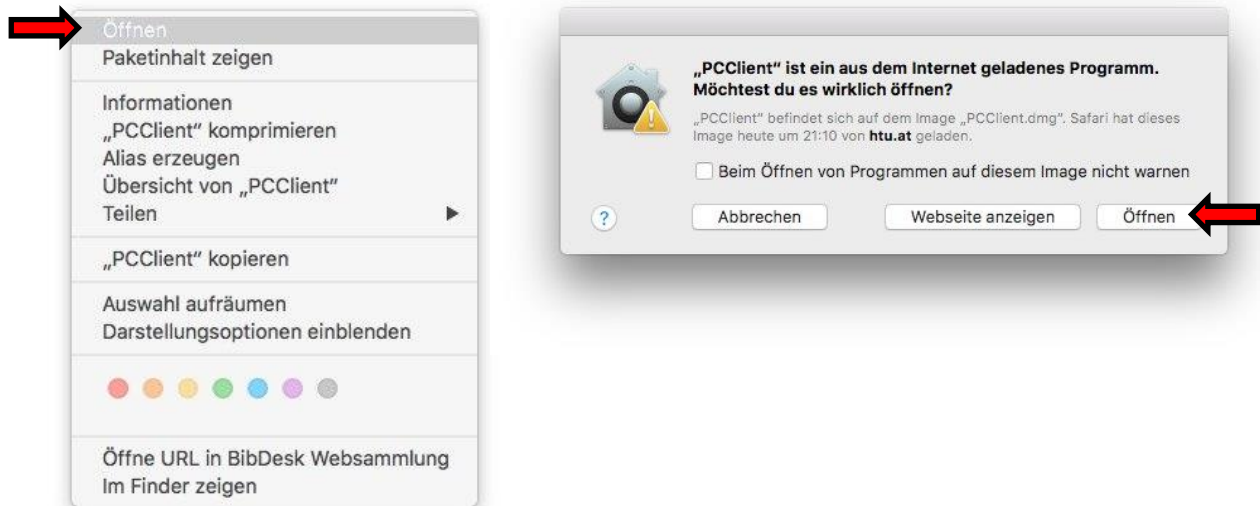 Öffnen
Paketinhalt zeigen
Informationen
„PCClient“ komprimieren
Alias erzeugen
Übersicht von „PCClient“
Teilen
„PCClient“ kopieren
Auswahl aufräumen
Darstellungsoptionen einblenden
Öffne URL in BibDesk Websammlung
Im Finder zeigen
„PCClient“ ist ein aus dem Internet geladenes Programm.
Möchtest du es wirklich öffnen?
„PCClient“ befindet sich auf dem Image „PCClient.dmg“. Safari hat dieses
Image heute um 21:10 von htu.at geladen.
Beim Öffnen von Programmen auf diesem Image nicht warnen
? Abbrechen Webseite anzeigen Öffnen